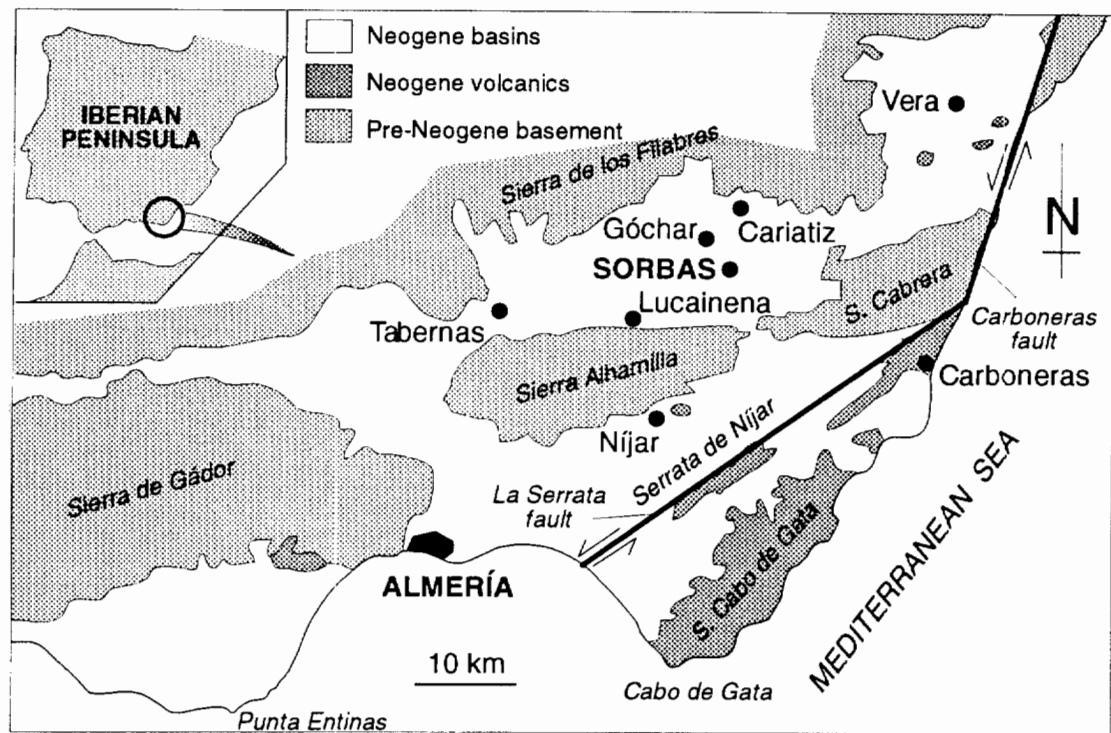 Neogene basins
Neogene volcanics
Pre-Neogene basement
IBERIAN
PENINSULA
Vera
Sierra de los Filabres
N
Góchar
Cariatiz
SORBAS
Lucainena
S. Cabrera
Tabernas
Carboneras
fault
Sierra Alhamilla
Carboneras
Níjar
Serrata de Níjar
Sierra de Gádor
La Serrata
fault
S. Cabo de Gata
MEDITERRANEAN SEA
ALMERÍA
10 km
Cabo de Gata
Punta Entinas